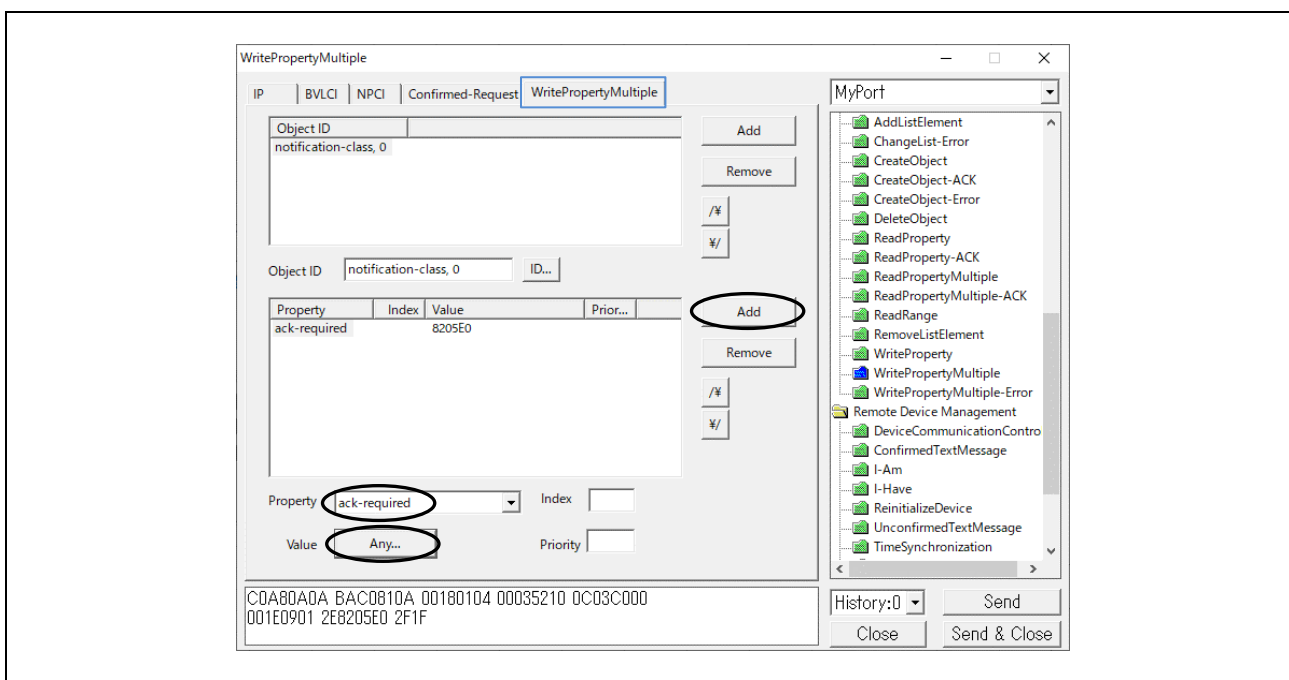 WritePropertyMultiple
IP BVLCI NPCI Confirmed-Request WritePropertyMultiple
Object ID
notification-class, 0
Add
Remove
/¥
¥/
Object ID notification-class, 0 ID...
Property Index Value Prior...
ack-required 8205E0
Add
Remove
/¥
¥/
Property ack-required Index
Value Any... Priority
C0A80A0A BAC0810A 00180104 00035210 0C03C000
001E0901 2E8205E0 2F1F
MyPort
AddListElement
ChangeList-Error
CreateObject
CreateObject-ACK
CreateObject-Error
DeleteObject
ReadProperty
ReadProperty-ACK
ReadPropertyMultiple
ReadPropertyMultiple-ACK
ReadRange
RemoveListElement
WriteProperty
WritePropertyMultiple
WritePropertyMultiple-Error
Remote Device Management
DeviceCommunicationContro
ConfirmedTextMessage
I-Am
I-Have
ReinitializeDevice
UnconfirmedTextMessage
TimeSynchronization
History:0 Send
Close Send & Close